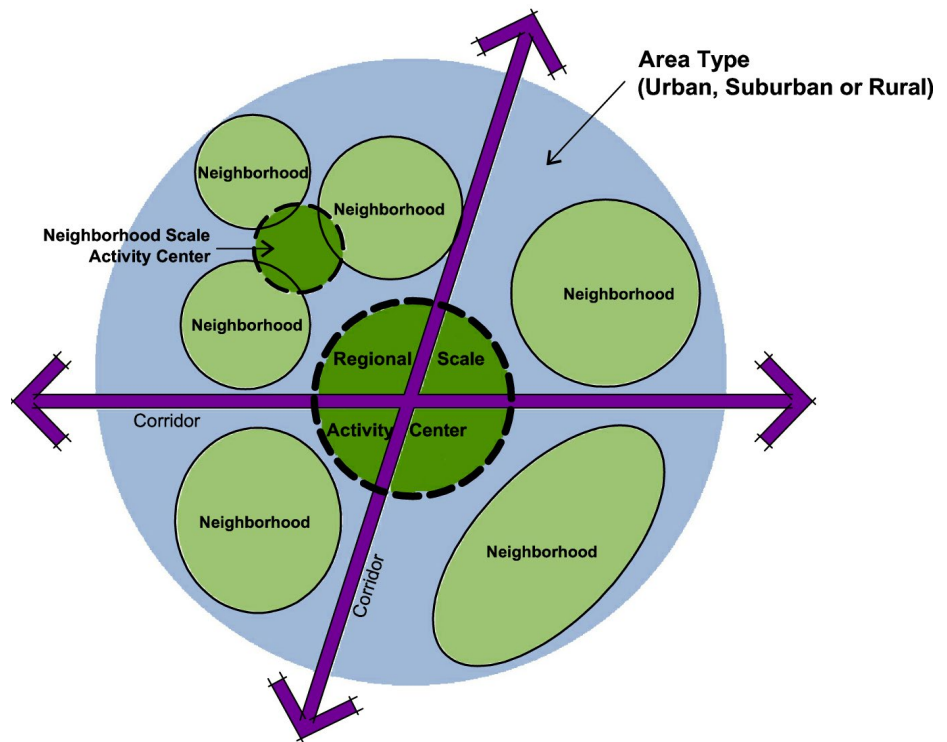 Area Type
(Urban, Suburban or Rural)
Neighborhood
Neighborhood
Neighborhood Scale
Activity Center
Neighborhood
Neighborhood
Regional Scale
Activity Center
Corridor
Neighborhood
Neighborhood
Corridor